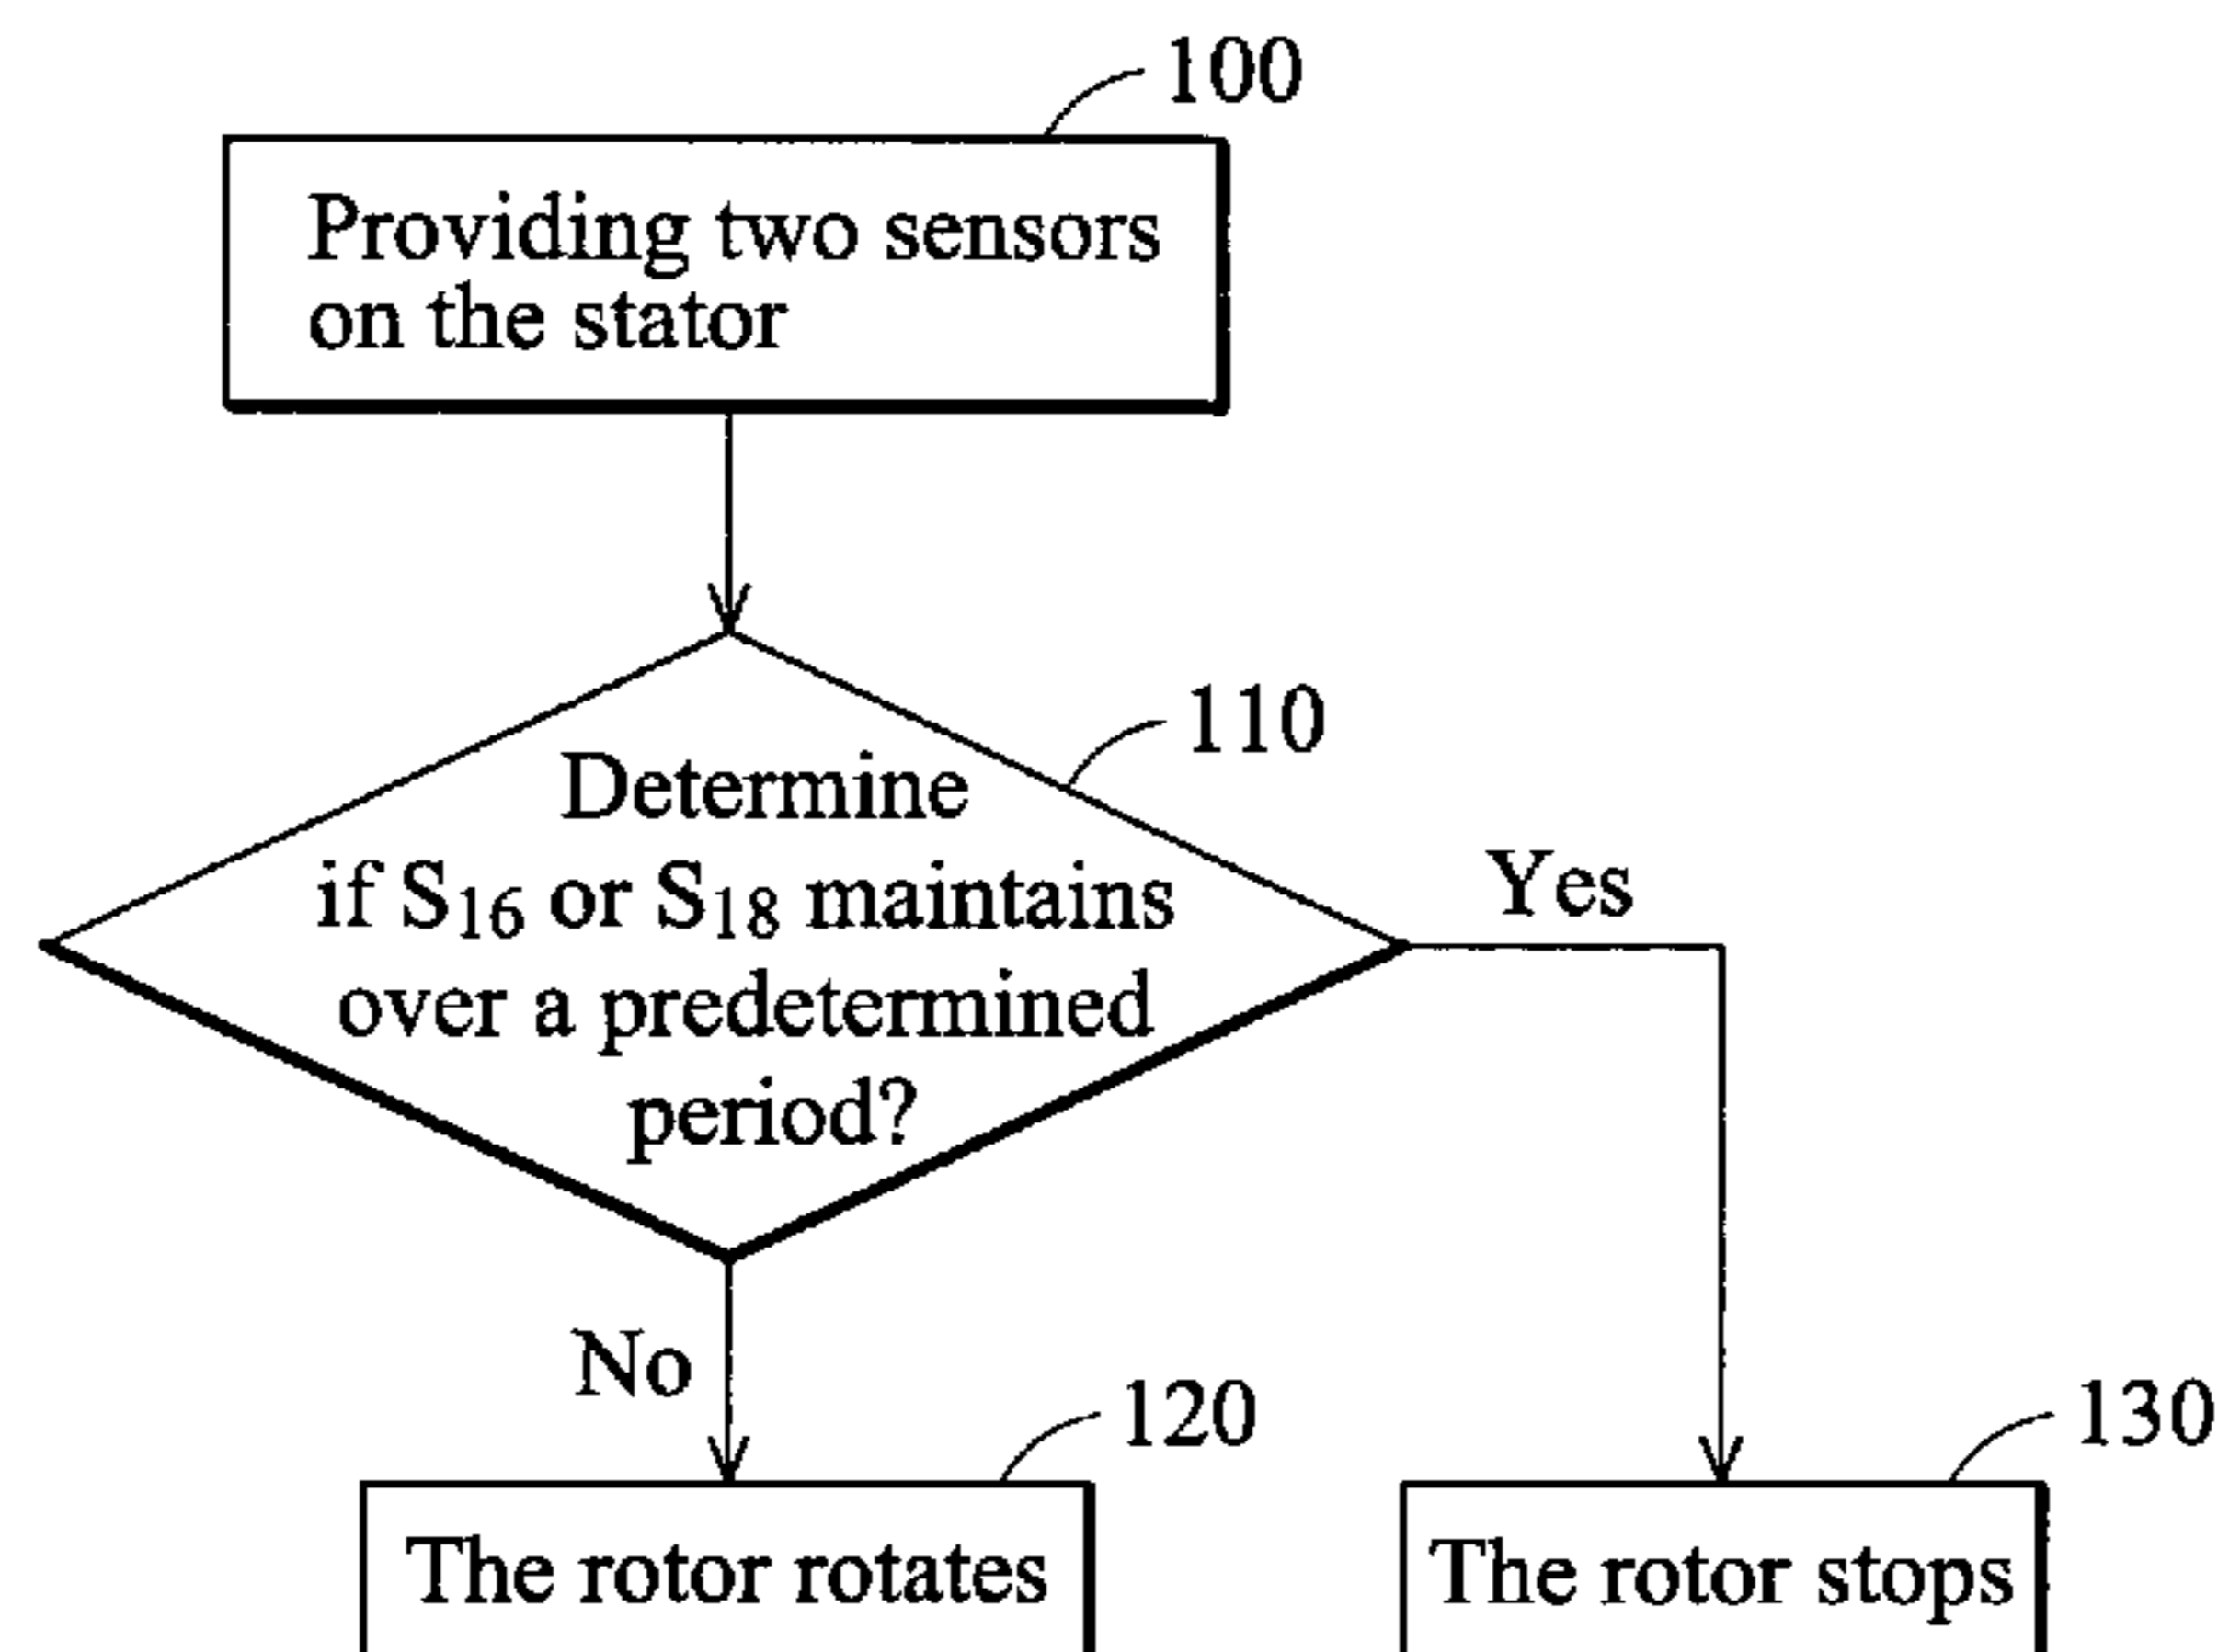 100
Providing two sensors
on the stator
110
Determine
if S₁₆ or S₁₈ maintains
over a predetermined
period?
Yes
No
120
130
The rotor rotates
The rotor stops